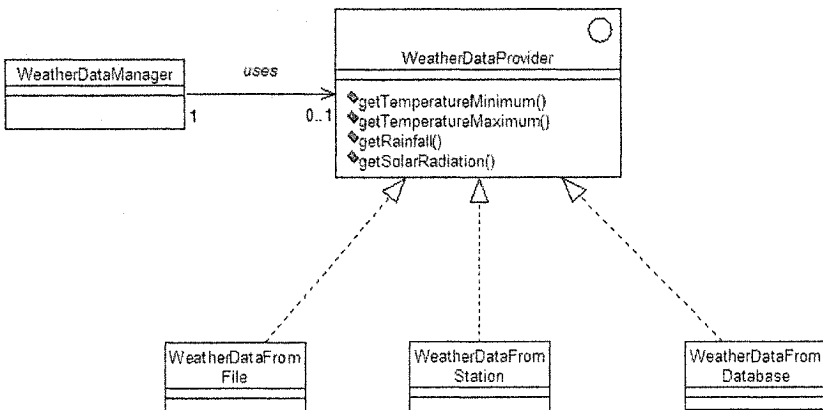 WeatherDataManager
uses
1
0..1
WeatherDataProvider
getTemperatureMinimum()
getTemperatureMaximum()
getRainfall()
getSolarRadiation()
WeatherDataFrom
File
WeatherDataFrom
Station
WeatherDataFrom
Database